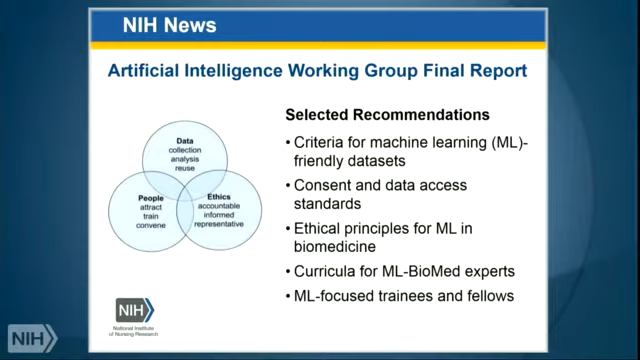 NIH News
Artificial Intelligence Working Group Final Report
Data
collection
analysis
reuse
People
attract
train
convene
Ethics
accountable
informed
representative
Selected Recommendations
• Criteria for machine learning (ML)-
friendly datasets
• Consent and data access
standards
• Ethical principles for ML in
biomedicine
• Curricula for ML-BioMed experts
• ML-focused trainees and fellows
NIH
National Institute
of Nursing Research
NIH